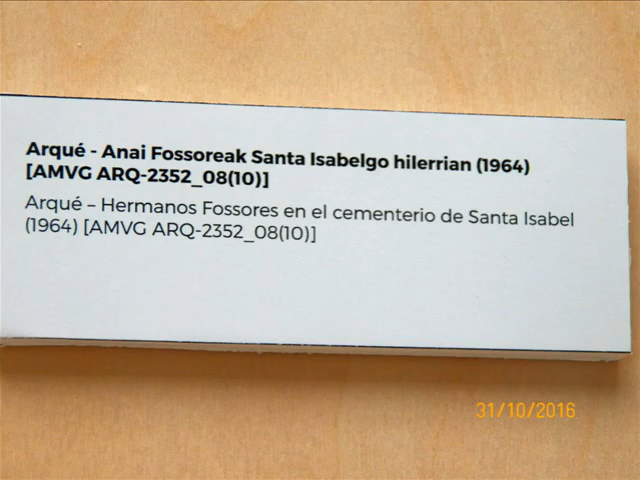 Arqué - Anai Fossoreak Santa Isabelgo hilerrian (1964)
[AMVG ARQ-2352_08(10)]
Arqué – Hermanos Fossores en el cementerio de Santa Isabel
(1964) [AMVG ARQ-2352_08(10)]
31/10/2016